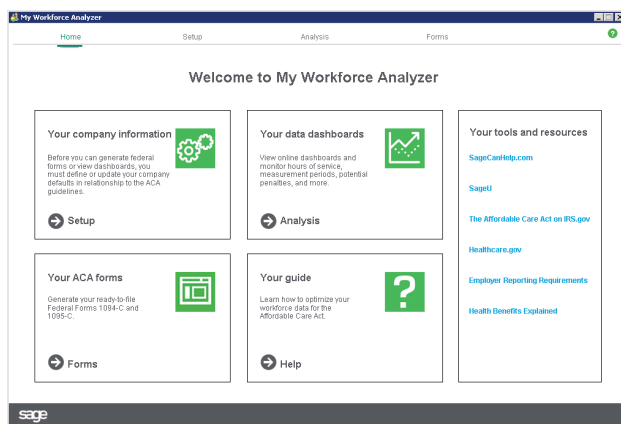 My Workforce Analyzer
Home Setup Analysis Forms ?
Welcome to My Workforce Analyzer
Your company information
Before you can generate federal
forms or view dashboards, you
must define or update your company
defaults in relationship to the ACA
guidelines.
Setup
Your data dashboards
View online dashboards and
monitor hours of service,
measurement periods, potential
penalties, and more.
Analysis
Your tools and resources
SageCanHelp.com
SageU
The Affordable Care Act on IRS.gov
Healthcare.gov
Employer Reporting Requirements
Health Benefits Explained
Your ACA forms
Generate your ready-to-file
Federal Forms 1094-C and
1095-C.
Forms
Your guide
Learn how to optimize your
workforce data for the
Affordable Care Act.
?
Help
sage